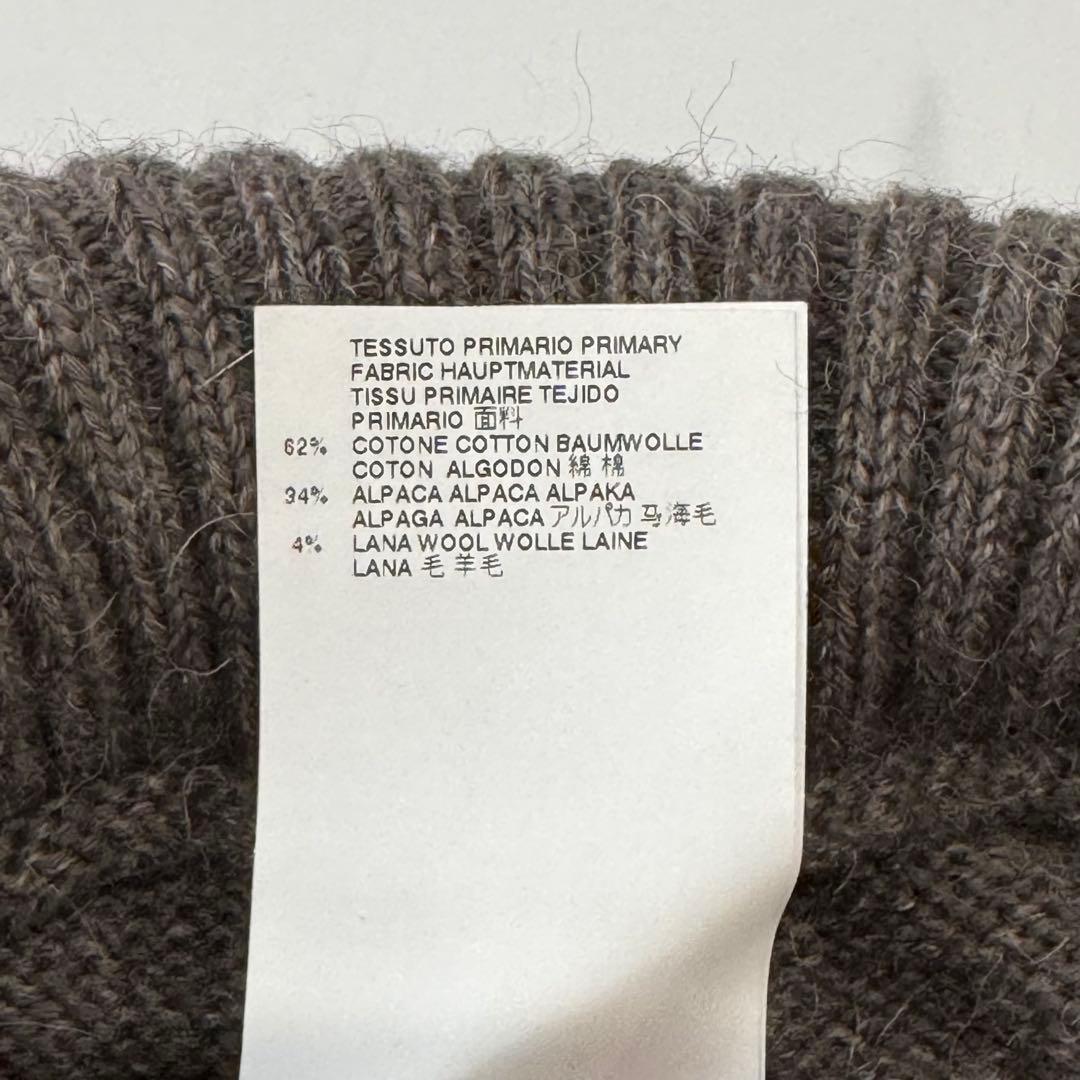 TESSUTO PRIMARIO PRIMARY
FABRIC HAUPTMATERIAL
TISSU PRIMAIRE TEJIDO
PRIMARIO 面料
62% COTONE COTTON BAUMWOLLE
COTON ALGODON 綿 棉
34% ALPACA ALPACA ALPAKA
ALPAGA ALPACA アルパカ 马海毛
4% LANA WOOL WOLLE LAINE
LANA 毛 羊毛